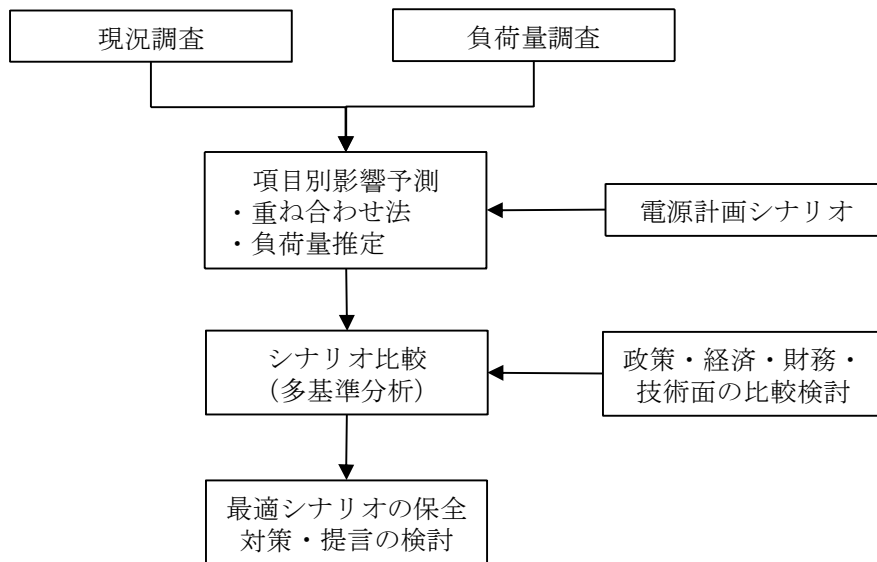 現況調査
負荷量調査
項目別影響予測
・重ね合わせ法
・負荷量推定
電源計画シナリオ
シナリオ比較
（多基準分析）
政策・経済・財務・
技術面の比較検討
最適シナリオの保全
対策・提言の検討